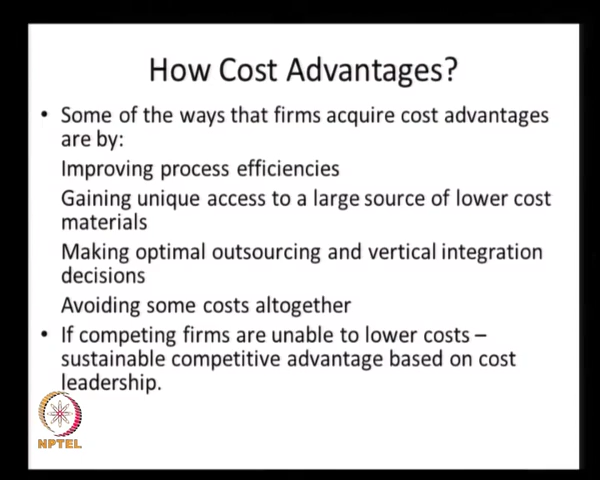 How Cost Advantages?
• Some of the ways that firms acquire cost advantages
are by:
Improving process efficiencies
Gaining unique access to a large source of lower cost
materials
Making optimal outsourcing and vertical integration
decisions
Avoiding some costs altogether
• If competing firms are unable to lower costs –
sustainable competitive advantage based on cost
leadership.
NPTEL